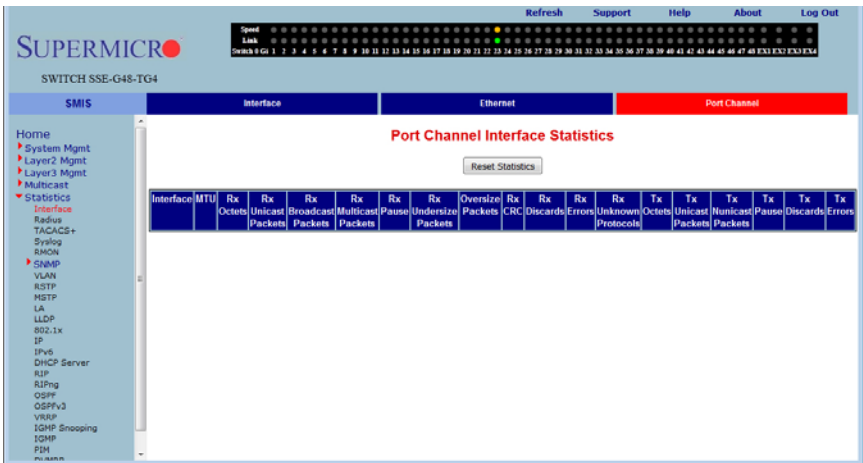 Refresh Support Help About Log Out
Speed
Link
Switch 0 Gi 1 2 3 4 5 6 7 8 9 10 11 12 13 14 15 16 17 18 19 20 21 22 23 24 25 26 27 28 29 30 31 32 33 34 35 36 37 38 39 40 41 42 43 44 45 46 47 48 EX1 EX2 EX3 EX4
SUPERMICRO
SWITCH SSE-G48-TG4
SMIS Interface Ethernet Port Channel
Home
System Mgmt
Layer2 Mgmt
Layer3 Mgmt
Multicast
Statistics
Interface
Radius
TACACS+
Syslog
RMON
SNMP
VLAN
RSTP
MSTP
LA
LLDP
802.1x
IP
IPv6
DHCP Server
RIP
RIPng
OSPF
OSPFv3
VRRP
IGMP Snooping
IGMP
PIM
Port Channel Interface Statistics
Reset Statistics
Interface MTU Rx Rx Rx Rx Rx Rx Oversize Rx Rx Rx Rx Tx Tx Tx Tx Tx Tx
Octets Unicast Broadcast Multicast Pause Undersize Packets CRC Discards Errors Unknown Octets Unicast Nunicast Pause Discards Errors
Packets Packets Packets Packets Protocols Packets Packets